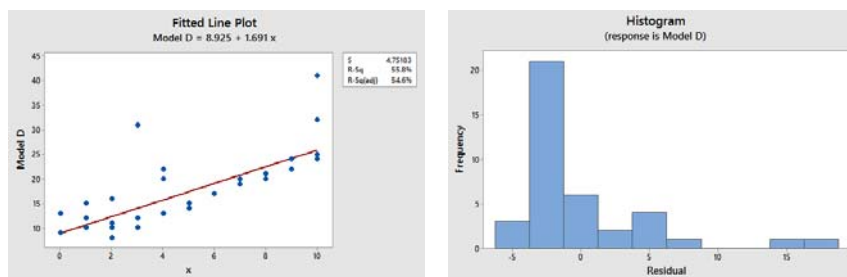 Fitted Line Plot
Model D = 8.925 + 1.691 x
S 4.75183
R-Sq 55.8%
R-Sq(adj) 54.6%
45
40
35
30
25
20
15
10
Model D
0 2 4 6 8 10
x
Histogram
(response is Model D)
20
15
10
5
0
Frequency
-5 0 5 10 15
Residual